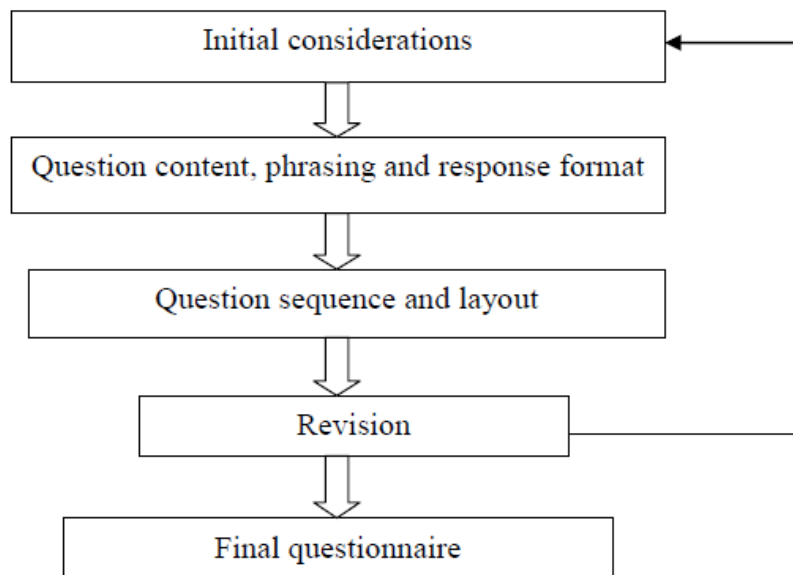 Initial considerations
Question content, phrasing and response format
Question sequence and layout
Revision
Final questionnaire